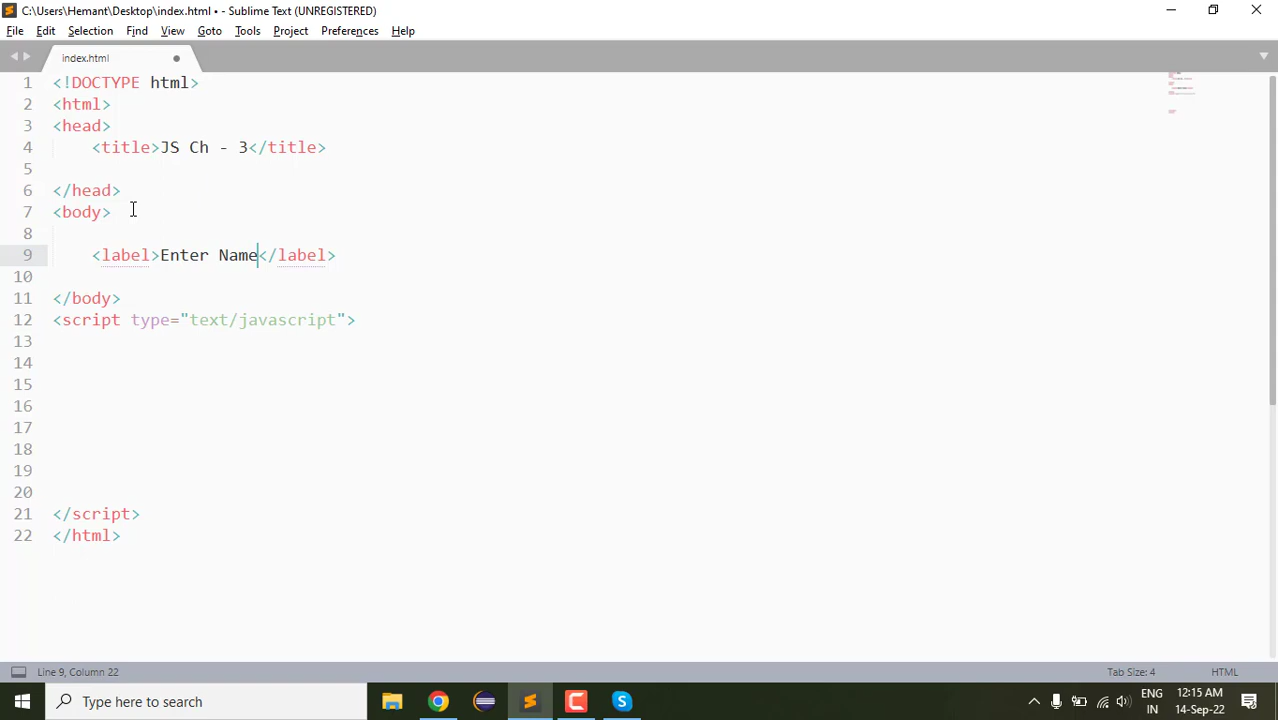 C:\Users\Hemant\Desktop\index.html • - Sublime Text (UNREGISTERED)
File Edit Selection Find View Goto Tools Project Preferences Help
index.html
1 <!DOCTYPE html>
2 <html>
3 <head>
4 <title>JS Ch - 3</title>
5
6 </head>
7 <body>
8
9 <label>Enter Name</label>
10
11 </body>
12 <script type="text/javascript">
13
14
15
16
17
18
19
20
21 </script>
22 </html>
Line 9, Column 22 Tab Size: 4 HTML
Type here to search
ENG 12:15 AM
IN 14-Sep-22